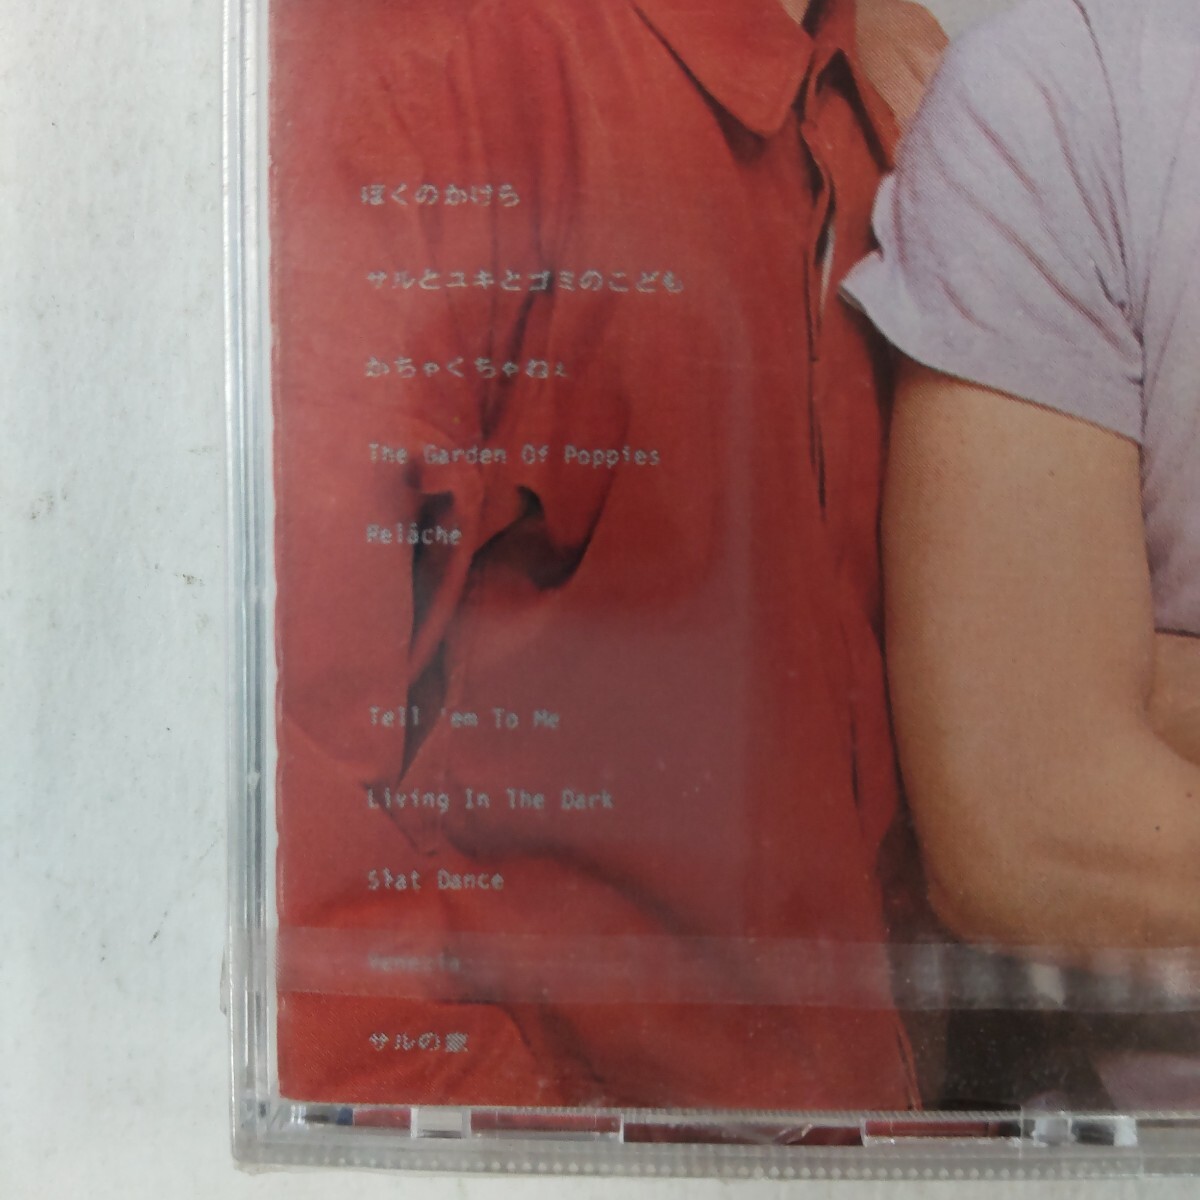 ぼくのかけら
サルとユキとゴミのこども
かちゃくちゃねぇ
The Garden Of Poppies
Relâche
Tell 'em To Me
Living In The Dark
Stat Dance
Venezia
サルの家